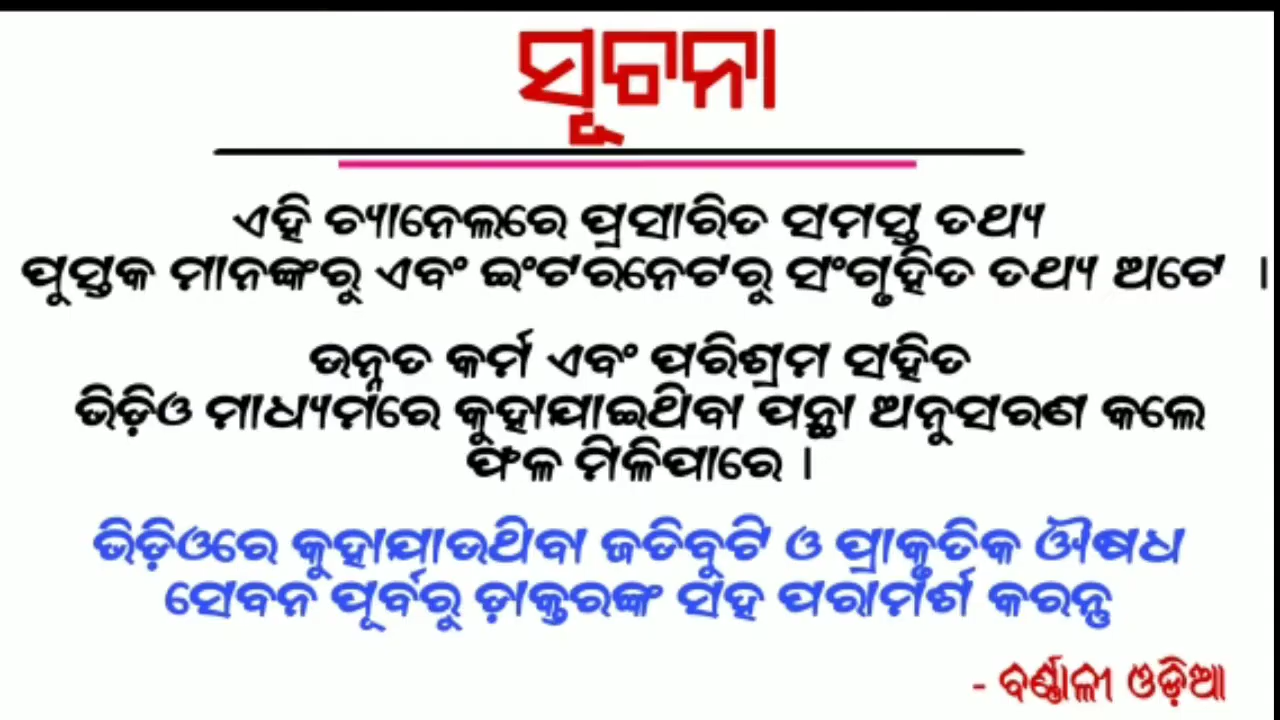 ସୂଚନା
ଏହି ଚ୍ୟାନେଲରେ ପ୍ରସାରିତ ସମସ୍ତ ତଥ୍ୟ
ପୁସ୍ତକ ମାନଙ୍କରୁ ଏବଂ ଇଂଟରନେଟରୁ ସଂଗୃହିତ ତଥ୍ୟ ଅଟେ ।
ଉନ୍ନତ କର୍ମ ଏବଂ ପରିଶ୍ରମ ସହିତ
ଭିଡ଼ିଓ ମାଧ୍ୟମରେ କୁହାଯାଇଥିବା ପନ୍ଥା ଅନୁସରଣ କଲେ
ଫଳ ମିଳିପାରେ ।
ଭିଡ଼ିଓରେ କୁହାଯାଉଥିବା ଜଡିବୁଟି ଓ ପ୍ରାକୃତିକ ଔଷଧ
ସେବନ ପୂର୍ବରୁ ଡ଼ାକ୍ତରଙ୍କ ସହ ପରାମର୍ଶ କରନ୍ତୁ
- ବର୍ଣ୍ଣାଳୀ ଓଡ଼ିଆ